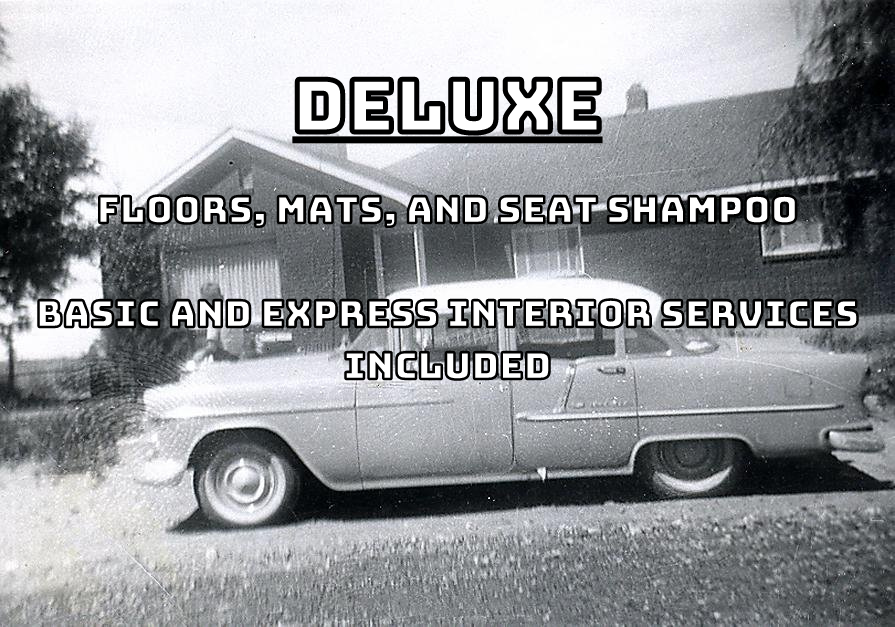 DELUXE
FLOORS, MATS, AND SEAT SHAMPOO
BASIC AND EXPRESS INTERIOR SERVICES
INCLUDED